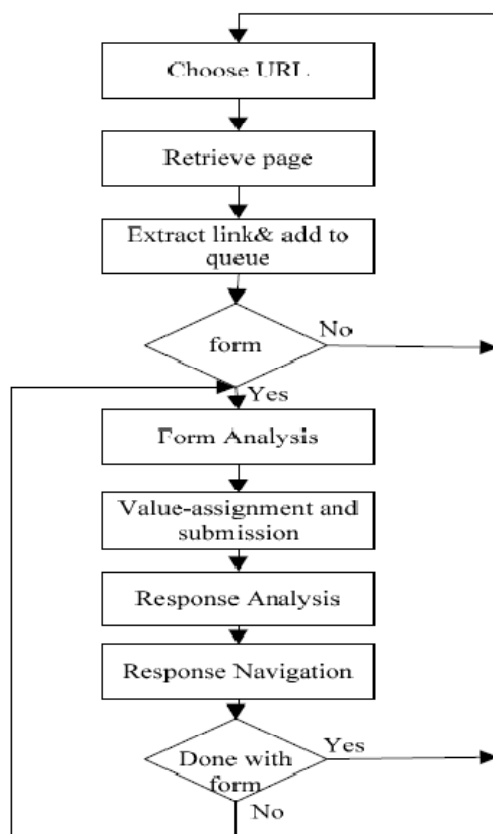 Choose URL
Retrieve page
Extract link& add to
queue
form
No
Yes
Form Analysis
Value-assignment and
submission
Response Analysis
Response Navigation
Done with
form
Yes
No